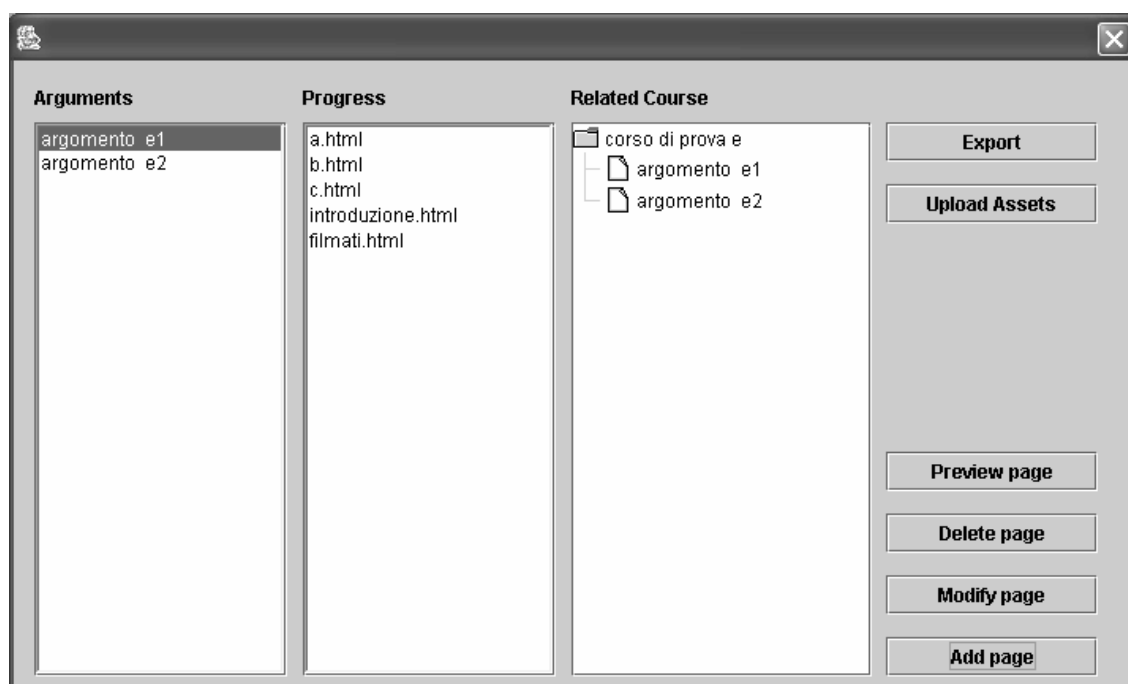 Arguments
argomento e1
argomento e2
Progress
a.html
b.html
c.html
introduzione.html
filmati.html
Related Course
corso di prova e
argomento e1
argomento e2
Export
Upload Assets
Preview page
Delete page
Modify page
Add page